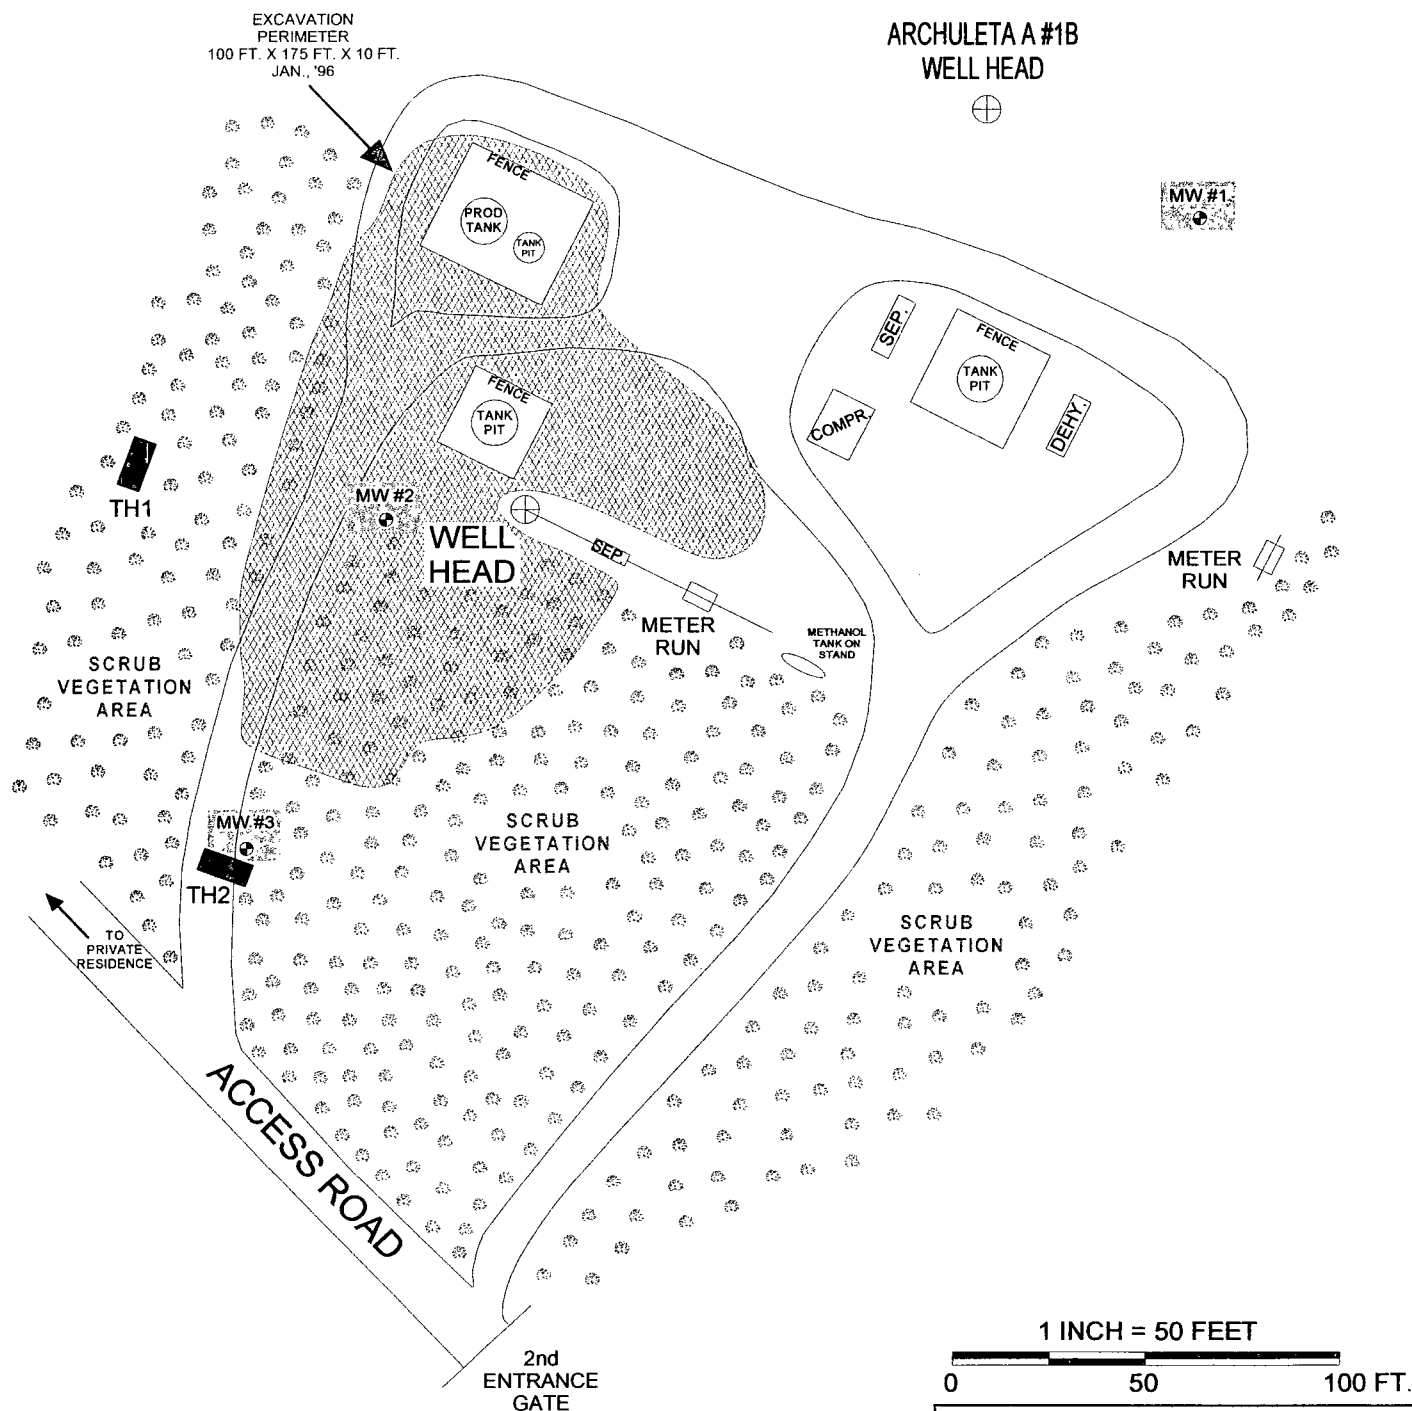 EXCAVATION
PERIMETER
100 FT. X 175 FT. X 10 FT.
JAN., '96
ARCHULETA A #1B
WELL HEAD
MW #1
FENCE
PROD
TANK
TANK
PIT
SEP.
FENCE
TANK
PIT
COMPR.
DEHY.
FENCE
TANK
PIT
TH1
MW #2
WELL
HEAD
SEP.
METER
RUN
METER
RUN
METHANOL
TANK ON
STAND
SCRUB
VEGETATION
AREA
MW #3
TH2
SCRUB
VEGETATION
AREA
SCRUB
VEGETATION
AREA
TO
PRIVATE
RESIDENCE
ACCESS ROAD
2nd
ENTRANCE
GATE
1 INCH = 50 FEET
0 50 100 FT.